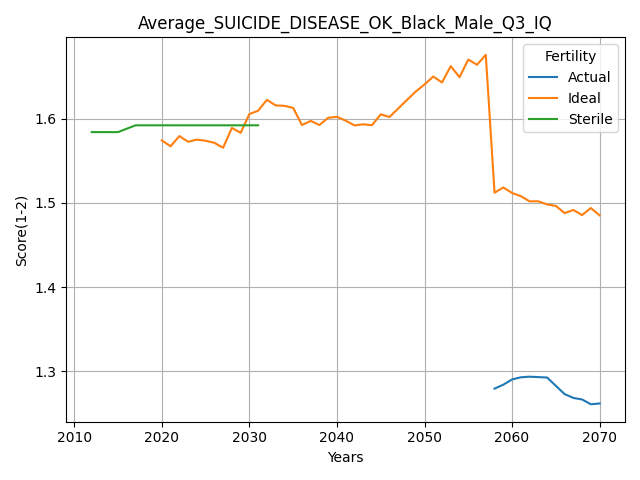 Average_SUICIDE_DISEASE_OK_Black_Male_Q3_IQ
Fertility
Actual
Ideal
Sterile
Score(1-2)
1.6
1.5
1.4
1.3
2010 2020 2030 2040 2050 2060 2070
Years